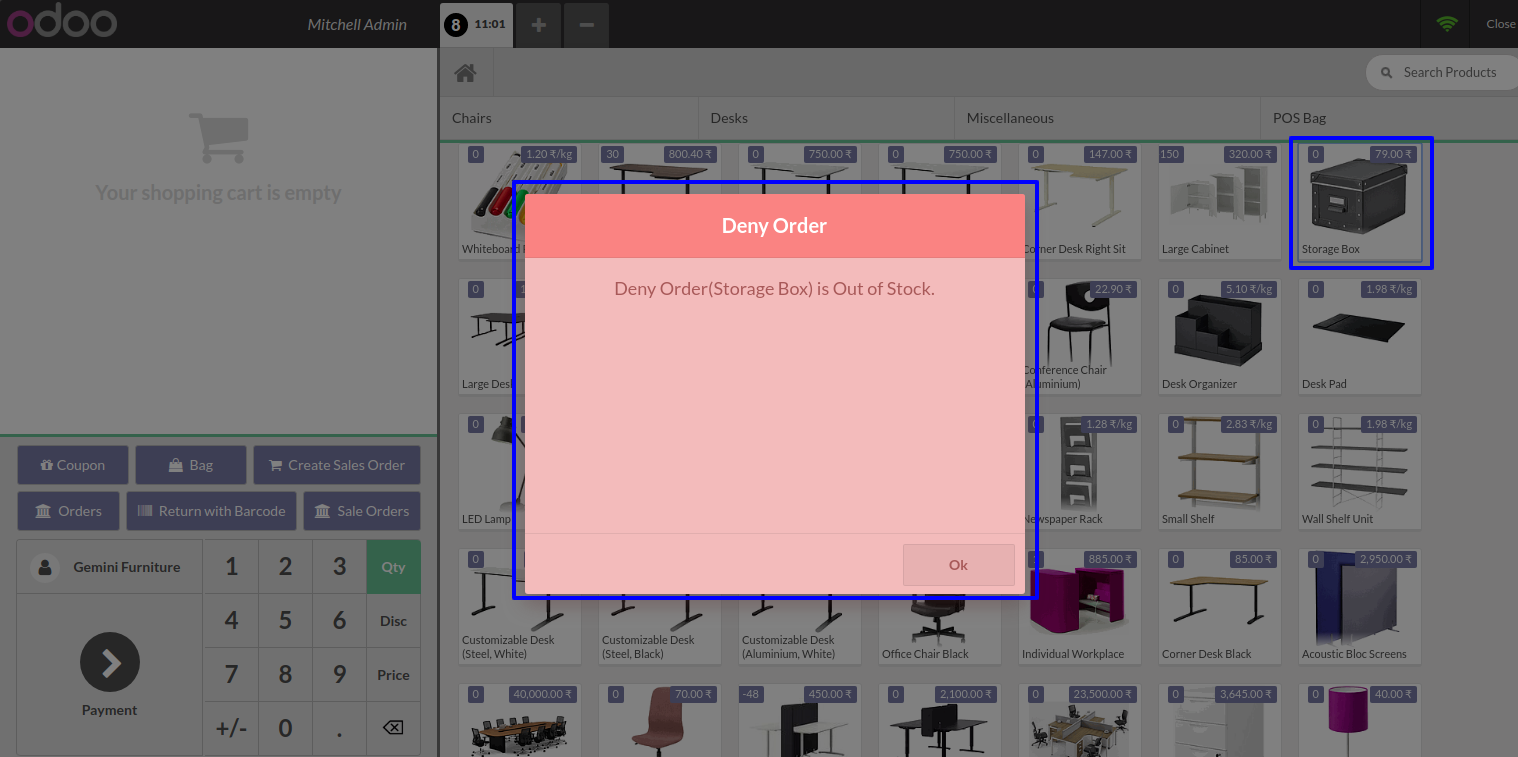 odoo
Mitchell Admin
8 11:01
Close
Search Products
Chairs
Desks
Miscellaneous
POS Bag
Your shopping cart is empty
0 1.20 ₹/kg
30 800.40 ₹
0 750.00 ₹
0 750.00 ₹
0 147.00 ₹
150 320.00 ₹
0 79.00 ₹
Whiteboard
Corner Desk Right Sit
Large Cabinet
Storage Box
Deny Order
Deny Order(Storage Box) is Out of Stock.
Ok
0
0 22.90 ₹
0 5.10 ₹/kg
0 1.98 ₹/kg
Large Desk
Conference Chair
(Aluminium)
Desk Organizer
Desk Pad
0
0 1.28 ₹/kg
0 2.83 ₹/kg
0 1.98 ₹/kg
LED Lamp
Newspaper Rack
Small Shelf
Wall Shelf Unit
0
885.00 ₹
0 85.00 ₹
0 2,950.00 ₹
Customizable Desk
(Steel, White)
Customizable Desk
(Steel, Black)
Customizable Desk
(Aluminium, White)
Office Chair Black
Individual Workplace
Corner Desk Black
Acoustic Bloc Screens
0 40,000.00 ₹
0 70.00 ₹
-48 450.00 ₹
0 2,100.00 ₹
0 23,500.00 ₹
0 3,645.00 ₹
0 40.00 ₹
Coupon
Bag
Create Sales Order
Orders
Return with Barcode
Sale Orders
Gemini Furniture
1 2 3 Qty
4 5 6 Disc
7 8 9 Price
+/- 0 .
Payment